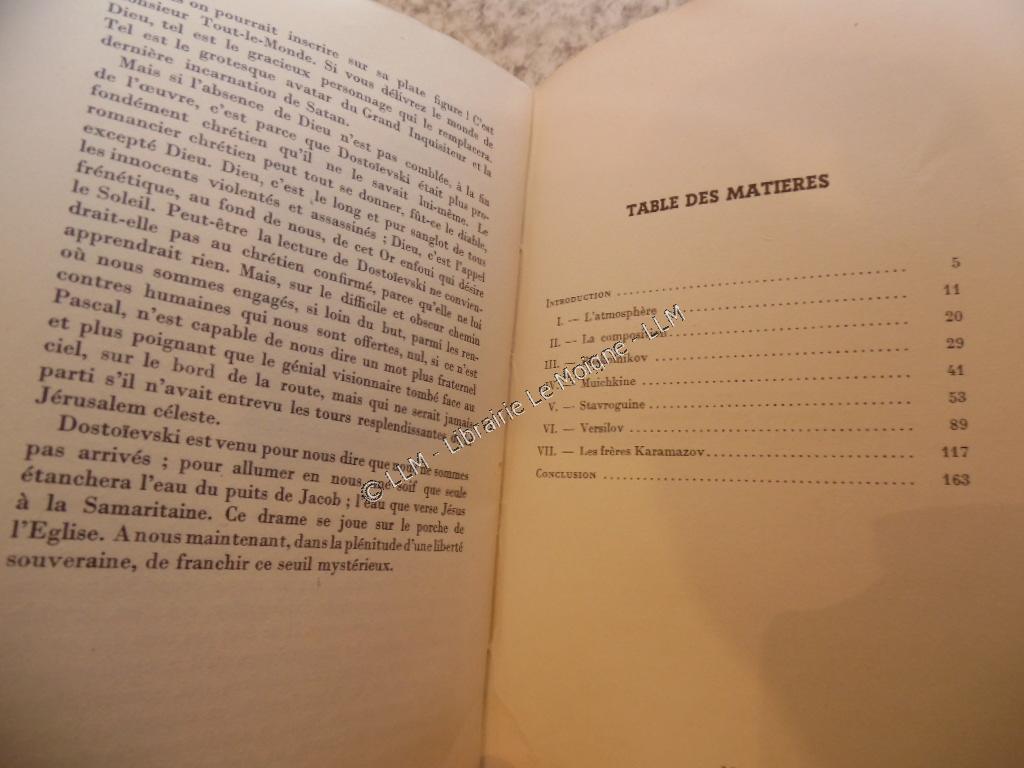 on pourrait inscrire sur sa plate figure ! C'est
Monsieur Tout-le-Monde. Si vous délivrez le monde de
Dieu, tel est le gracieux personnage qui le remplacera.
Tel est le grotesque avatar du Grand Inquisiteur et la
dernière incarnation de Satan.
Mais si l'absence de Dieu n'est pas comblée, à la fin
de l'œuvre, c'est parce que Dostoïevski était plus pro-
fondément chrétien qu'il ne le savait lui-même. Le
romancier chrétien peut tout se donner, fût-ce le diable,
excepté Dieu. Dieu, c'est le long et pur sanglot de tous
les innocents violentés et assassinés ; Dieu, c'est l'appel
frénétique, au fond de nous, de cet Or enfoui qui désire
le Soleil. Peut-être la lecture de Dostoïevski ne convien-
drait-elle pas au chrétien confirmé, parce qu'elle ne lui
apprendrait rien. Mais, sur le difficile et obscur chemin
où nous sommes engagés, si loin du but, parmi les ren-
contres humaines qui nous sont offertes, nul, si ce n'est
Pascal, n'est capable de nous dire un mot plus fraternel
et plus poignant que le génial visionnaire tombé face au
ciel, sur le bord de la route, mais qui ne serait jamais
parti s'il n'avait entrevu les tours resplendissantes
Jérusalem céleste.
Dostoïevski est venu pour nous dire que nous ne sommes
pas arrivés ; pour allumer en nous une soif que seule
étanchera l'eau du puits de Jacob ; l'eau que verse Jésus
à la Samaritaine. Ce drame se joue sur le porche de
l'Eglise. A nous maintenant, dans la plénitude d'une liberté
souveraine, de franchir ce seuil mystérieux.
TABLE DES MATIERES
INTRODUCTION 5
I. — L'atmosphère 11
II. — La composition 20
III. — 29
Muichkine 41
V. — Stavroguine 53
VI. — Versilov 89
VII. — Les frères Karamazov 117
CONCLUSION 163
© LLM - Librairie Le Moigne - LLM